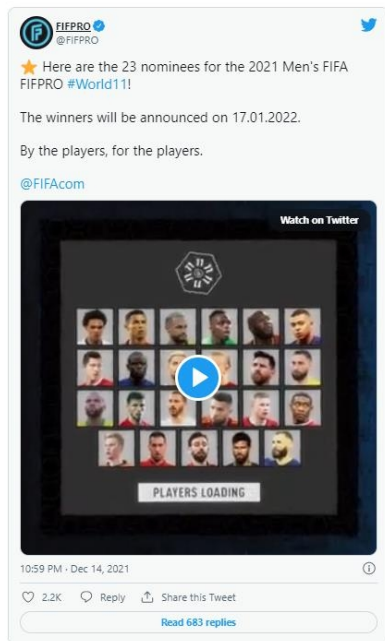 FIFPRO
@FIFPRO
Here are the 23 nominees for the 2021 Men's FIFA
FIFPRO #World11!
The winners will be announced on 17.01.2022.
By the players, for the players.
@FIFAcom
Watch on Twitter
PLAYERS LOADING
10:59 PM · Dec 14, 2021
2.2K Reply Share this Tweet
Read 683 replies